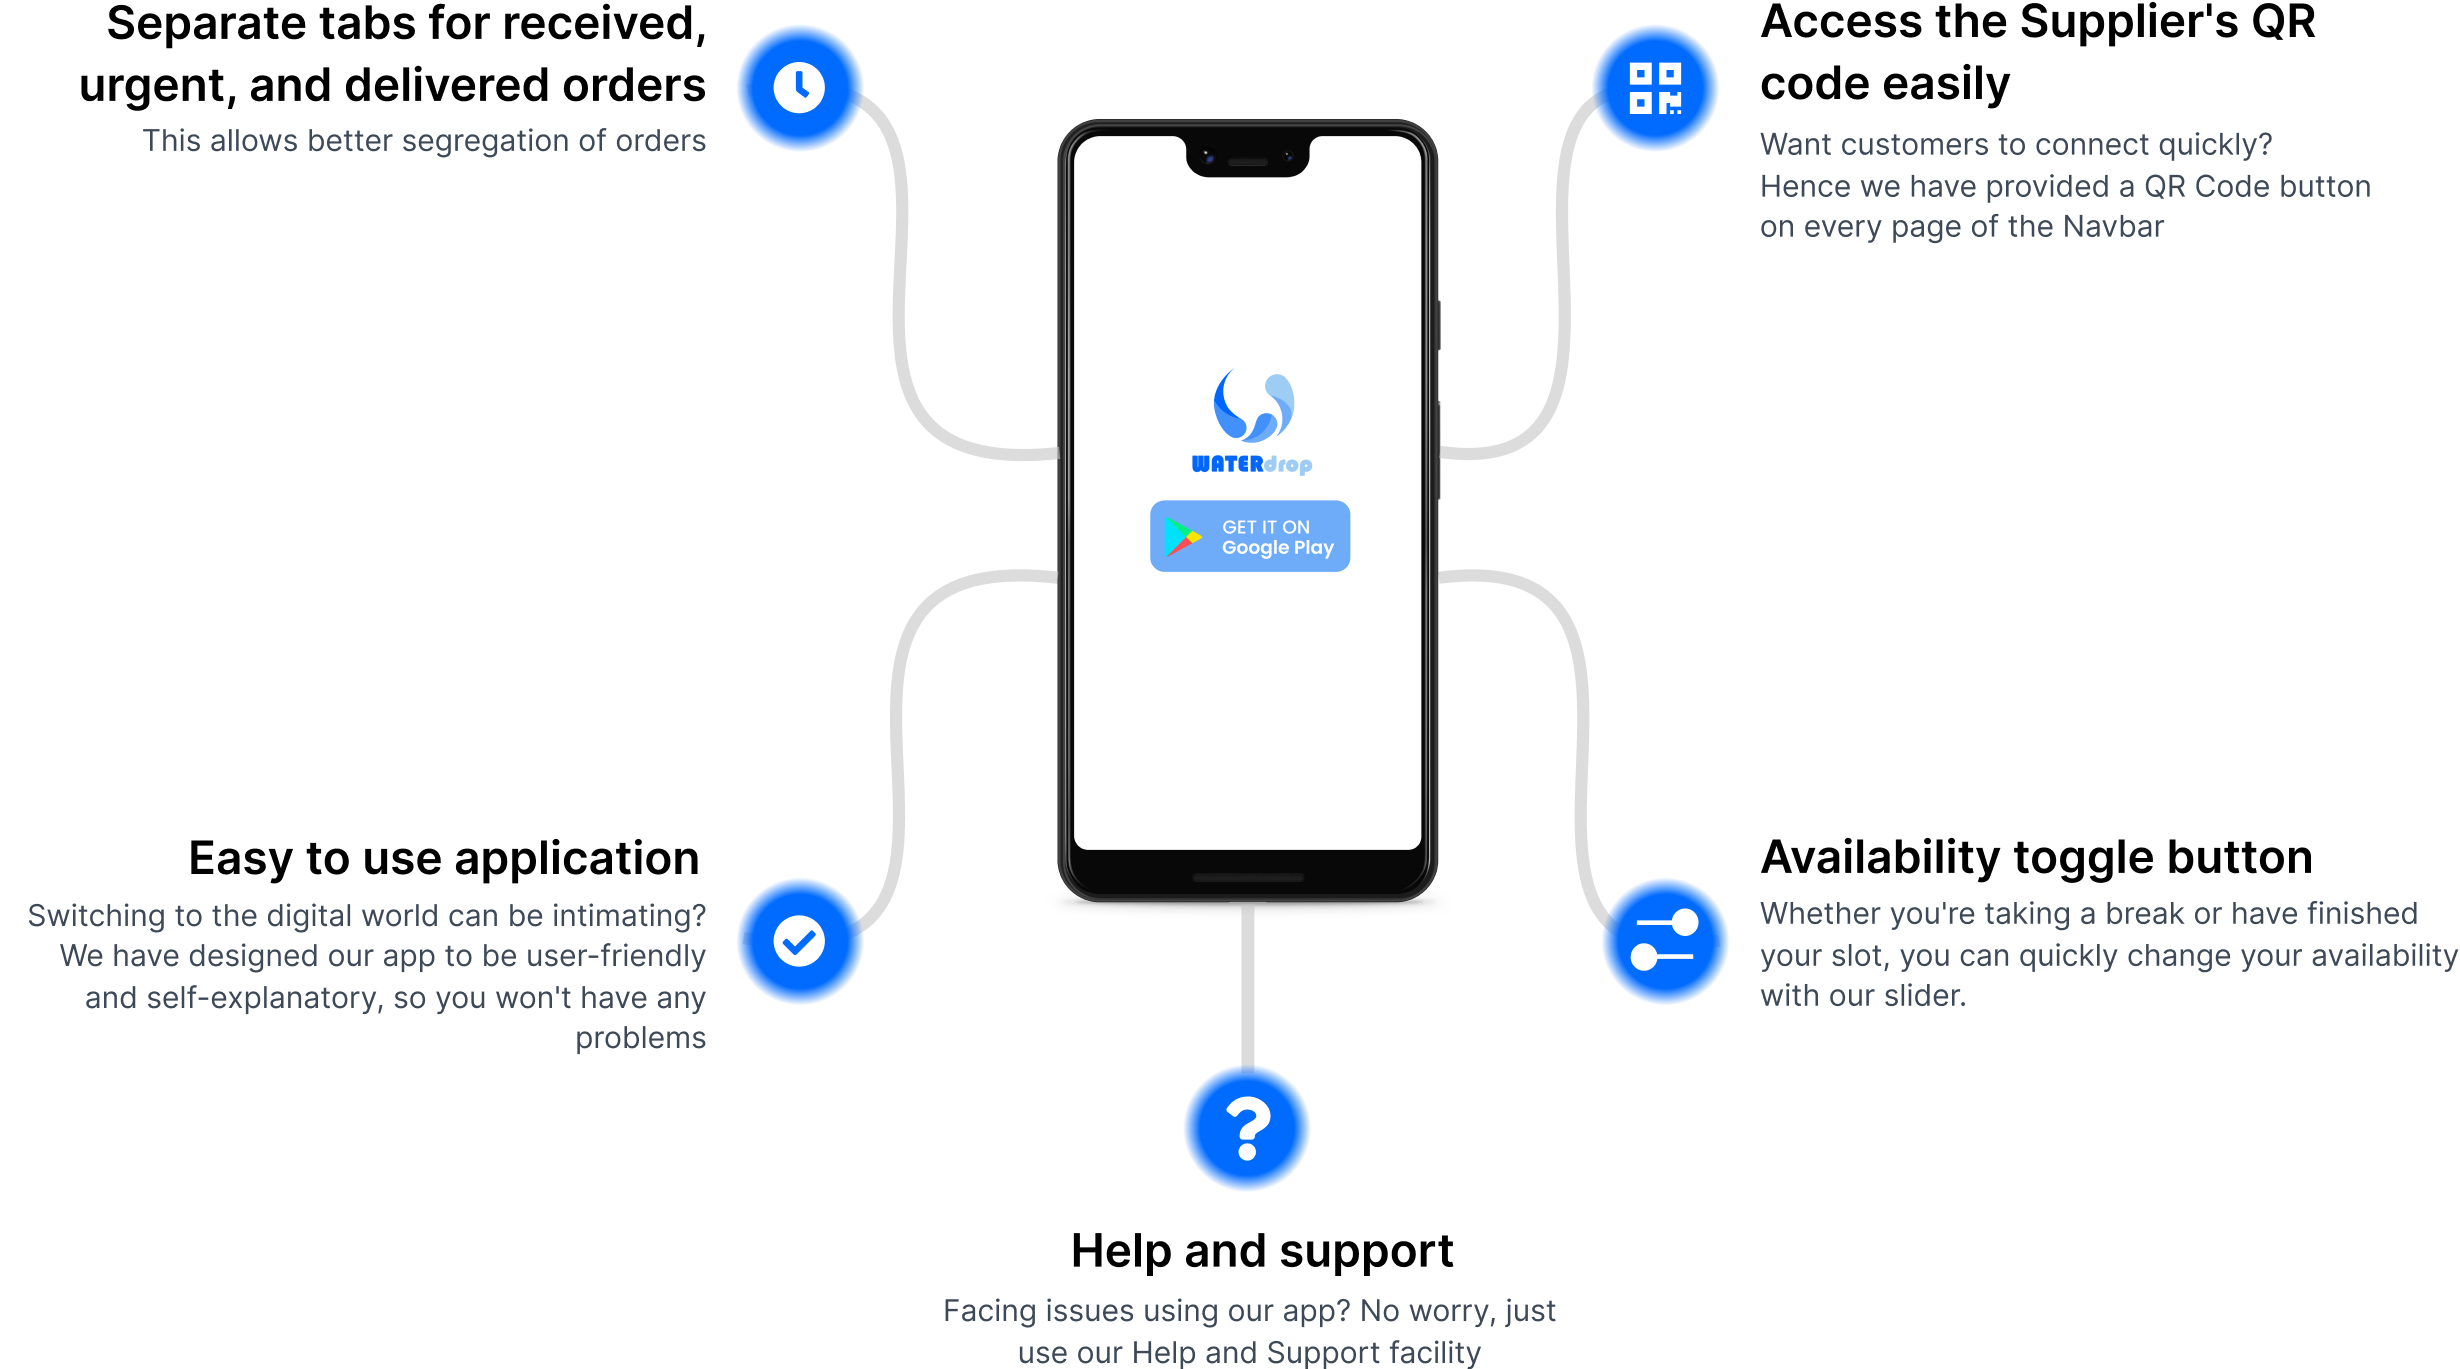 Separate tabs for received,
urgent, and delivered orders
This allows better segregation of orders
Access the Supplier's QR
code easily
Want customers to connect quickly?
Hence we have provided a QR Code button
on every page of the Navbar
WATERdrop
GET IT ON
Google Play
Easy to use application
Switching to the digital world can be intimating?
We have designed our app to be user-friendly
and self-explanatory, so you won't have any
problems
Availability toggle button
Whether you're taking a break or have finished
your slot, you can quickly change your availability
with our slider.
Help and support
Facing issues using our app? No worry, just
use our Help and Support facility